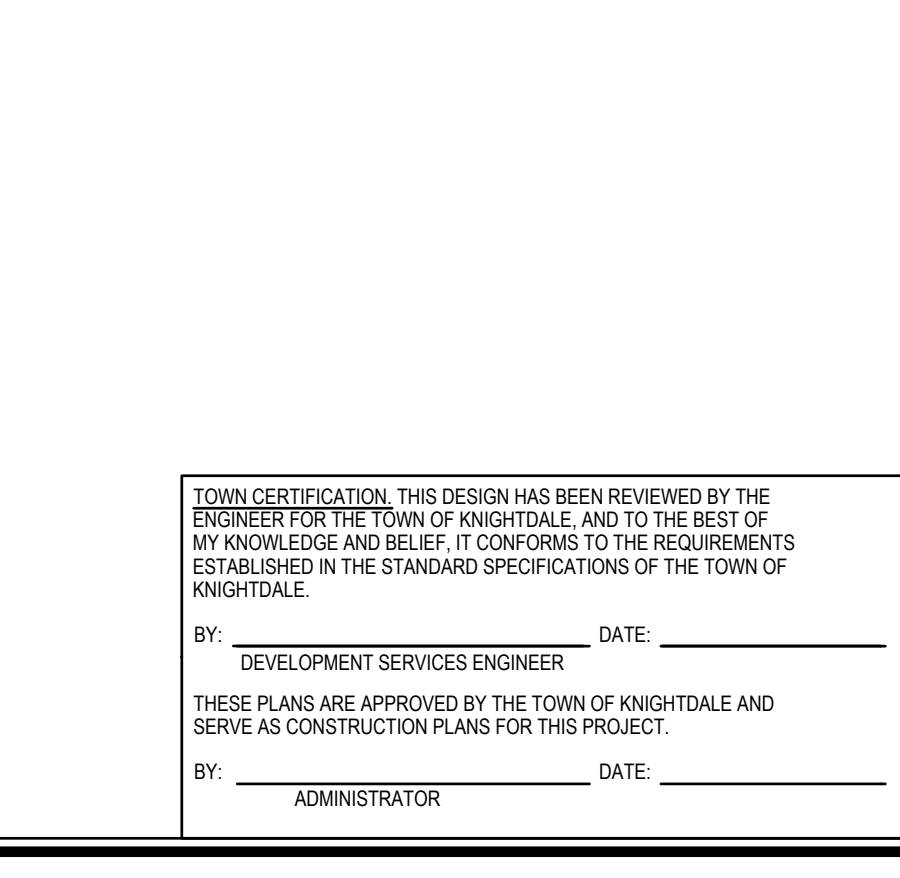 TOWN CERTIFICATION. THIS DESIGN HAS BEEN REVIEWED BY THE
ENGINEER FOR THE TOWN OF KNIGHTDALE, AND TO THE BEST OF
MY KNOWLEDGE AND BELIEF, IT CONFORMS TO THE REQUIREMENTS
ESTABLISHED IN THE STANDARD SPECIFICATIONS OF THE TOWN OF
KNIGHTDALE.
BY: DATE:
DEVELOPMENT SERVICES ENGINEER
THESE PLANS ARE APPROVED BY THE TOWN OF KNIGHTDALE AND
SERVE AS CONSTRUCTION PLANS FOR THIS PROJECT.
BY: DATE:
ADMINISTRATOR